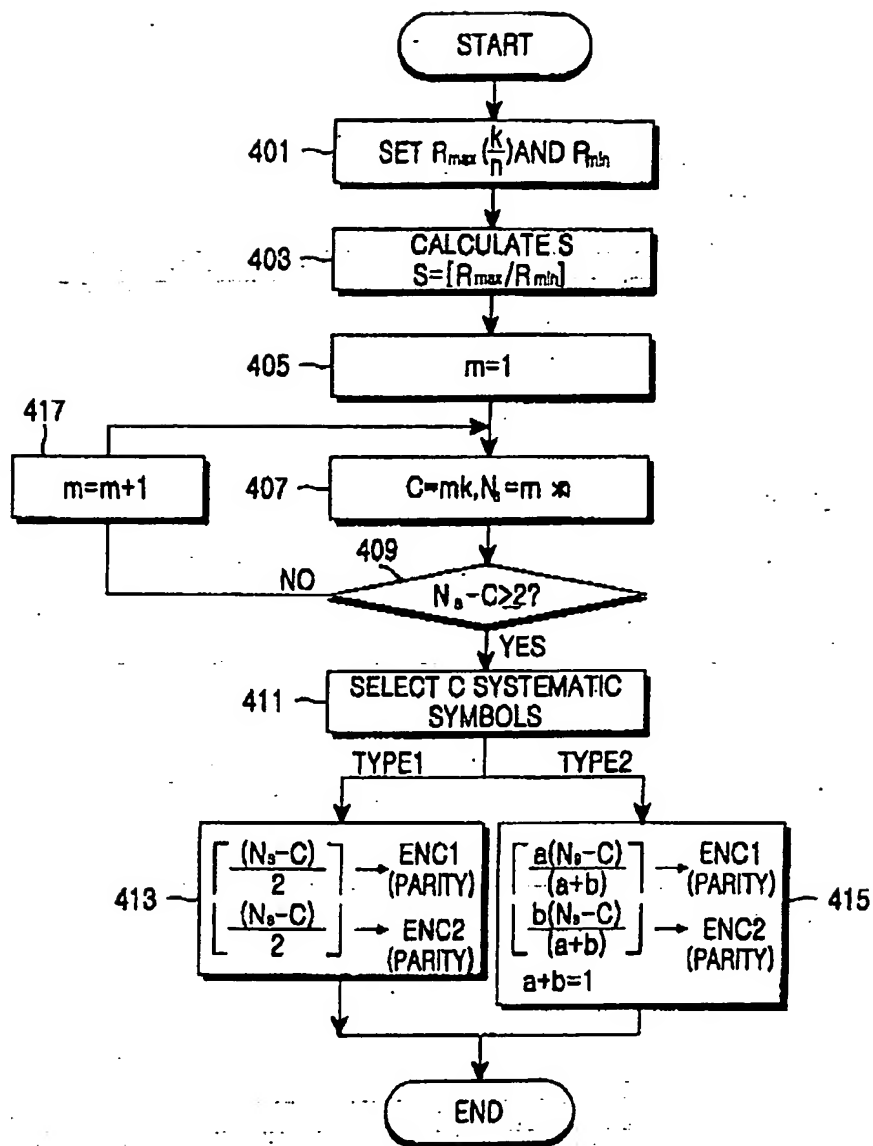 START
401
SET Rmax(k/n)AND Rmin
403
CALCULATE S
S=[Rmax/Rmin]
405
m=1
417
m=m+1
407
C=mk,Ns=m×n
409
NO
Ns-C≥2?
YES
411
SELECT C SYSTEMATIC
SYMBOLS
TYPE1
TYPE2
413
(Ns-C)/2 → ENC1
(PARITY)
(Ns-C)/2 → ENC2
(PARITY)
a(Ns-C)/(a+b) → ENC1
(PARITY)
b(Ns-C)/(a+b) → ENC2
(PARITY)
a+b=1
415
END